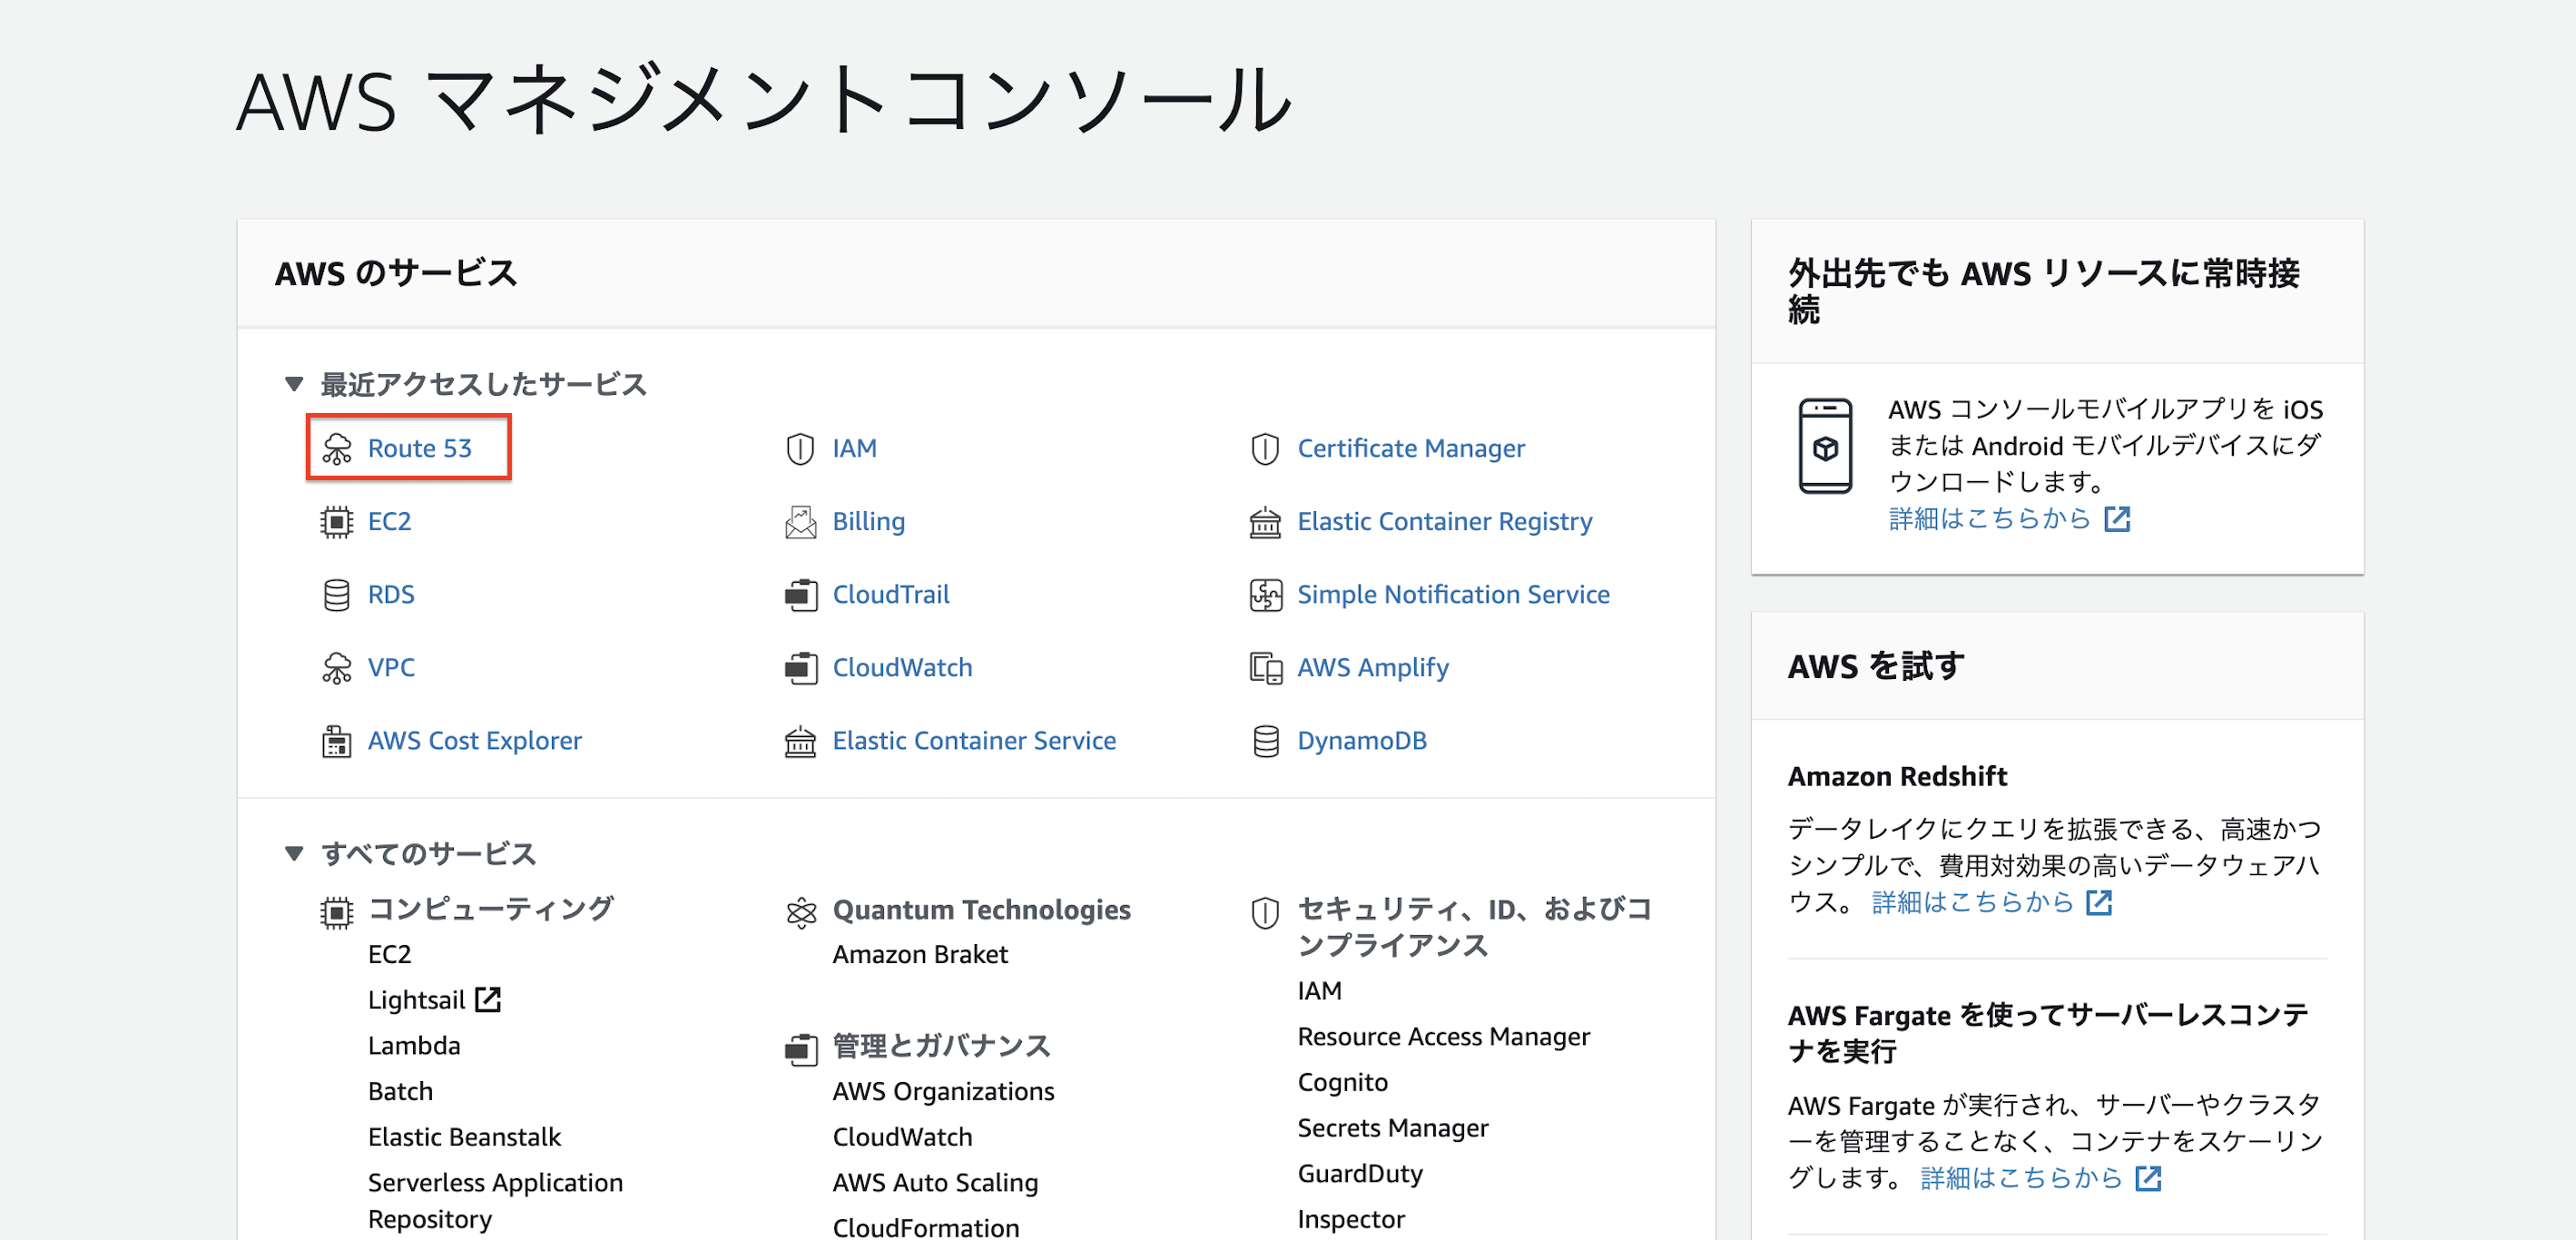 AWS マネジメントコンソール
AWS のサービス
最近アクセスしたサービス
Route 53
IAM
Certificate Manager
EC2
Billing
Elastic Container Registry
RDS
CloudTrail
Simple Notification Service
VPC
CloudWatch
AWS Amplify
AWS Cost Explorer
Elastic Container Service
DynamoDB
すべてのサービス
コンピューティング
EC2
Lightsail
Lambda
Batch
Elastic Beanstalk
Serverless Application
Repository
Quantum Technologies
Amazon Braket
管理とガバナンス
AWS Organizations
CloudWatch
AWS Auto Scaling
CloudFormation
セキュリティ、ID、およびコ
ンプライアンス
IAM
Resource Access Manager
Cognito
Secrets Manager
GuardDuty
Inspector
外出先でも AWS リソースに常時接
続
AWS コンソールモバイルアプリを iOS
または Android モバイルデバイスにダ
ウンロードします。
詳細はこちらから
AWS を試す
Amazon Redshift
データレイクにクエリを拡張できる、高速かつ
シンプルで、費用対効果の高いデータウェアハ
ウス。 詳細はこちらから
AWS Fargate を使ってサーバーレスコンテ
ナを実行
AWS Fargate が実行され、サーバーやクラスタ
ーを管理することなく、コンテナをスケーリン
グします。 詳細はこちらから